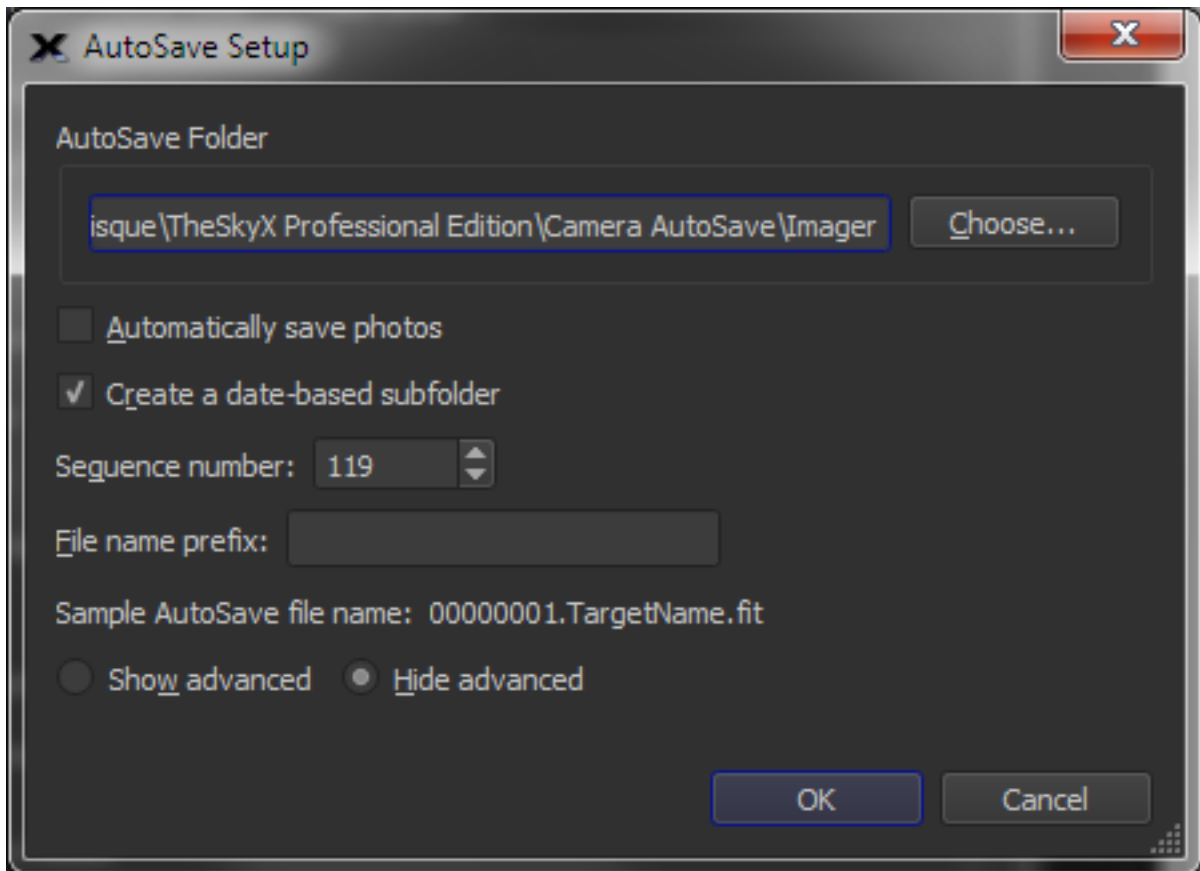 AutoSave Setup
AutoSave Folder
isque\TheSkyX Professional Edition\Camera AutoSave\Imager
Choose...
Automatically save photos
Create a date-based subfolder
Sequence number: 119
File name prefix:
Sample AutoSave file name: 00000001.TargetName.fit
Show advanced Hide advanced
OK Cancel